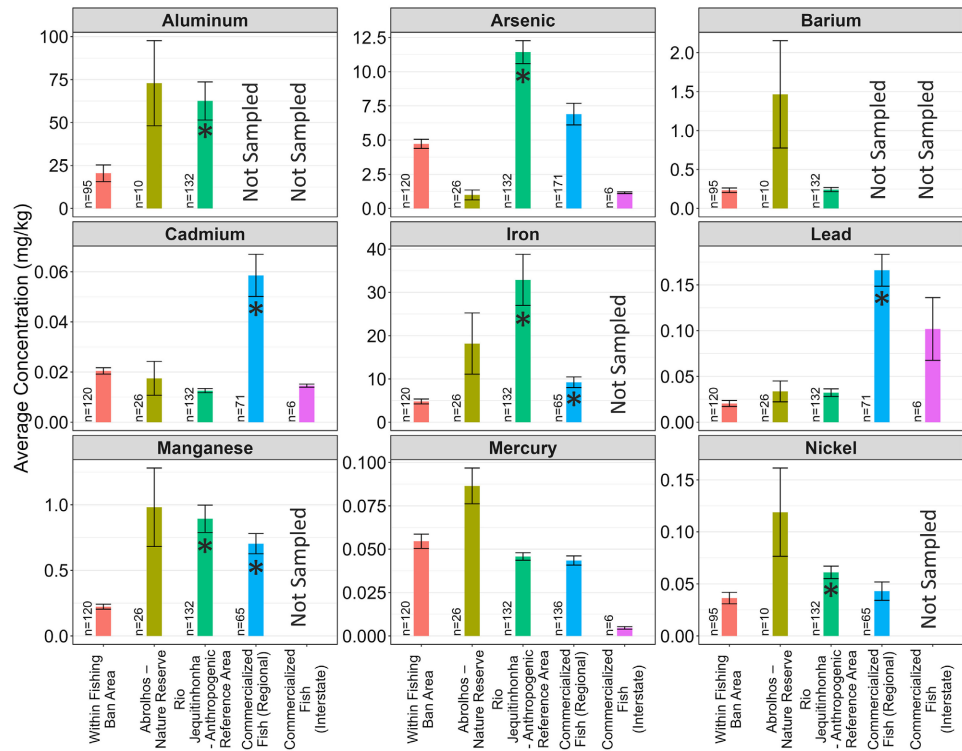 Aluminum
Arsenic
Barium
Average Concentration (mg/kg)
100
75
50
25
0
n=95
n=10
n=132
*
Not Sampled
Not Sampled
12.5
10.0
7.5
5.0
2.5
0.0
n=120
n=26
n=132
*
n=171
n=6
2.0
1.5
1.0
0.5
0.0
n=95
n=10
n=132
Not Sampled
Not Sampled
Cadmium
Iron
Lead
0.06
0.04
0.02
0.00
n=120
n=26
n=132
n=71
*
n=6
40
30
20
10
0
n=120
n=26
n=132
*
n=65
*
Not Sampled
0.15
0.10
0.05
0.00
n=120
n=26
n=132
n=71
*
n=6
Manganese
Mercury
Nickel
1.0
0.5
0.0
n=120
n=26
n=132
*
n=65
*
Not Sampled
0.100
0.075
0.050
0.025
0.000
n=120
n=26
n=132
n=136
n=6
0.15
0.10
0.05
0.00
n=95
n=10
n=132
*
n=65
Not Sampled
Within Fishing
Ban Area
Abrolhos –
Nature Reserve
Rio
Jequitinhonha
- Anthropogenic
Reference Area
Commercialized
Fish (Regional)
Commercialized
Fish
(Interstate)
Within Fishing
Ban Area
Abrolhos –
Nature Reserve
Rio
Jequitinhonha
- Anthropogenic
Reference Area
Commercialized
Fish (Regional)
Commercialized
Fish
(Interstate)
Within Fishing
Ban Area
Abrolhos –
Nature Reserve
Rio
Jequitinhonha
- Anthropogenic
Reference Area
Commercialized
Fish (Regional)
Commercialized
Fish
(Interstate)